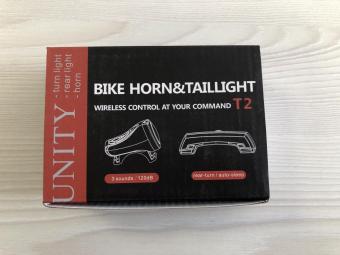 UNITY
- turn light
- rear light
- horn
BIKE HORN&TAILLIGHT
WIRELESS CONTROL AT YOUR COMMAND T2
3 sounds / 120dB
rear-turn / auto-sleep